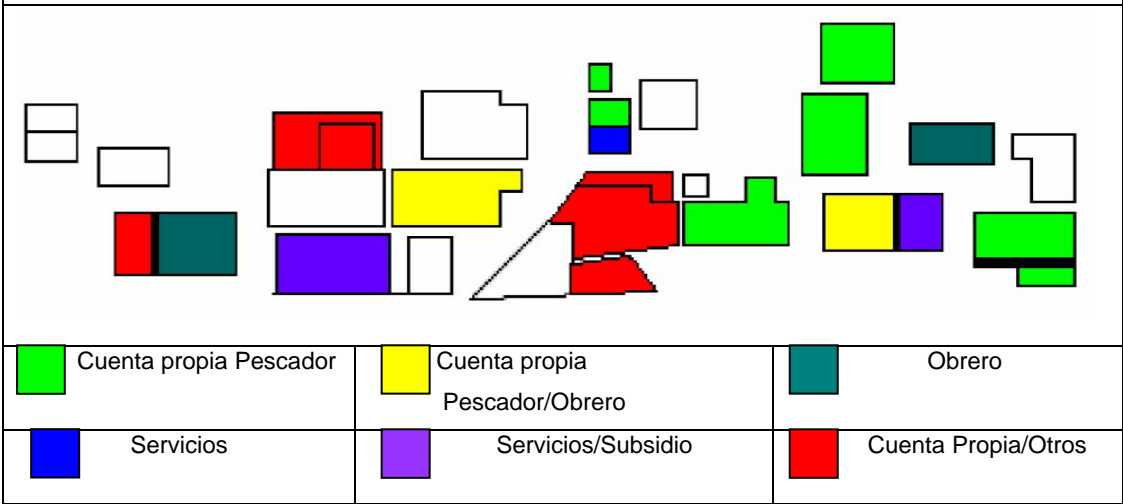 Cuenta propia Pescador
Cuenta propia
Pescador/Obrero
Obrero
Servicios
Servicios/Subsidio
Cuenta Propia/Otros